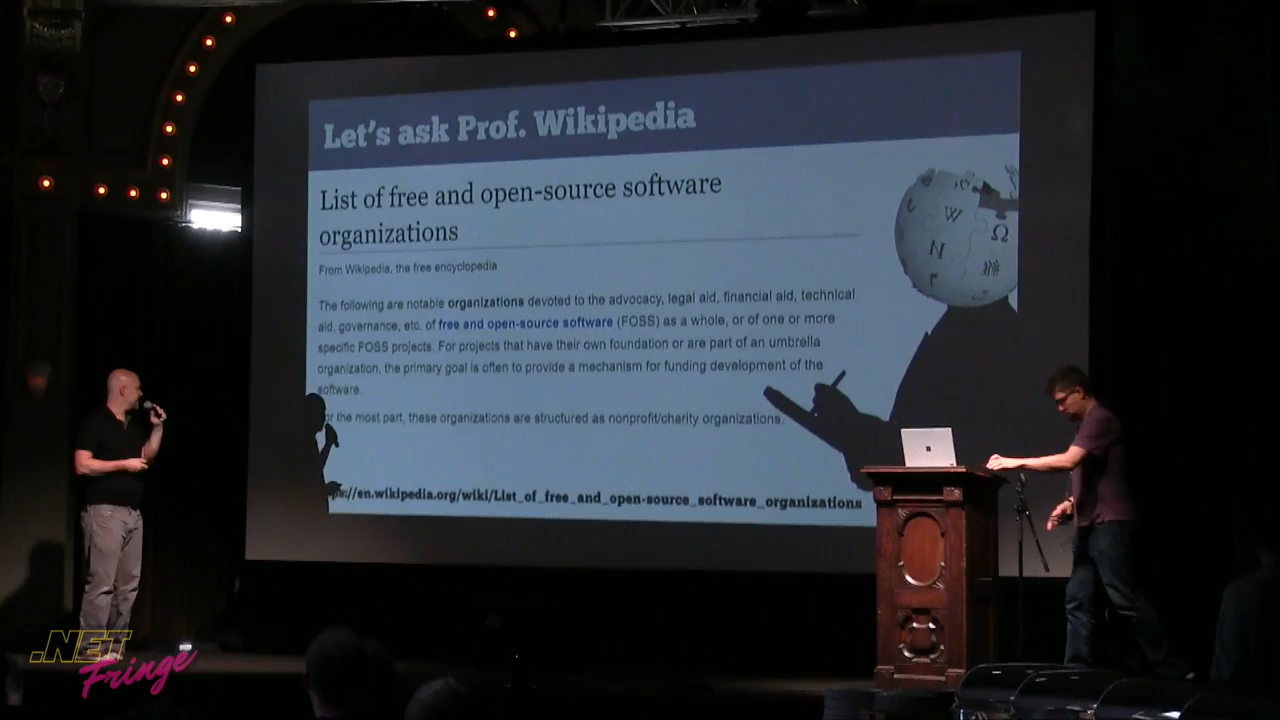 Let's ask Prof. Wikipedia
List of free and open-source software
organizations
From Wikipedia, the free encyclopedia
The following are notable organizations devoted to the advocacy, legal aid, financial aid, technical
aid, governance, etc. of free and open-source software (FOSS) as a whole, or of one or more
specific FOSS projects. For projects that have their own foundation or are part of an umbrella
organization, the primary goal is often to provide a mechanism for funding development of the
software.
or the most part, these organizations are structured as nonprofit/charity organizations.
ps://en.wikipedia.org/wiki/List_of_free_and_open-source_software_organizations
W
Ω
N
.NET
Fringe